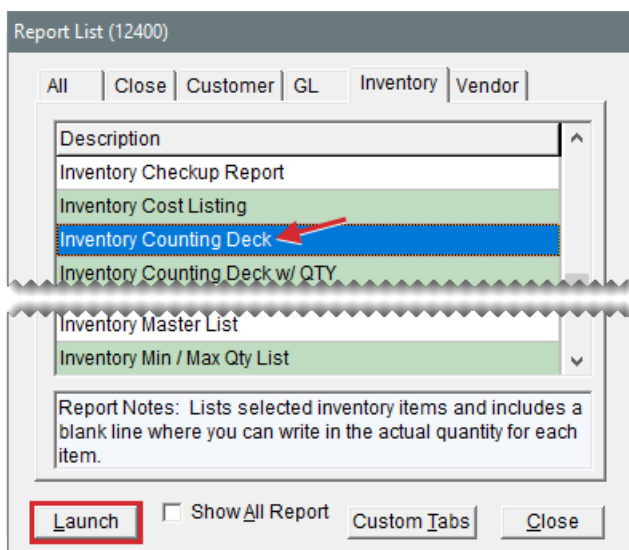 Report List (12400)
All Close Customer GL Inventory Vendor
Description
Inventory Checkup Report
Inventory Cost Listing
Inventory Counting Deck
Inventory Counting Deck w/ QTY
Inventory Master List
Inventory Min / Max Qty List
Report Notes: Lists selected inventory items and includes a
blank line where you can write in the actual quantity for each
item.
Launch Show All Report Custom Tabs Close